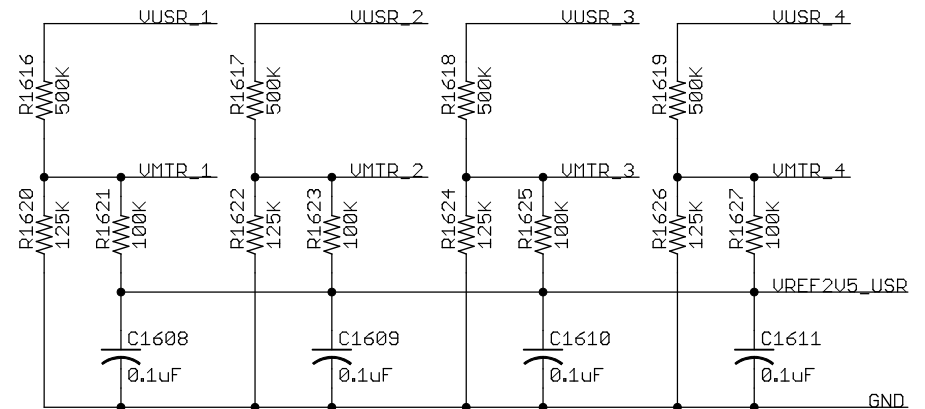 VUSR_1
VUSR_2
VUSR_3
VUSR_4
R1616
500K
R1617
500K
R1618
500K
R1619
500K
VMTR_1
VMTR_2
VMTR_3
VMTR_4
R1620
125K
R1621
100K
R1622
125K
R1623
100K
R1624
125K
R1625
100K
R1626
125K
R1627
100K
VREF2V5_USR
C1608
0.1uF
C1609
0.1uF
C1610
0.1uF
C1611
0.1uF
GND